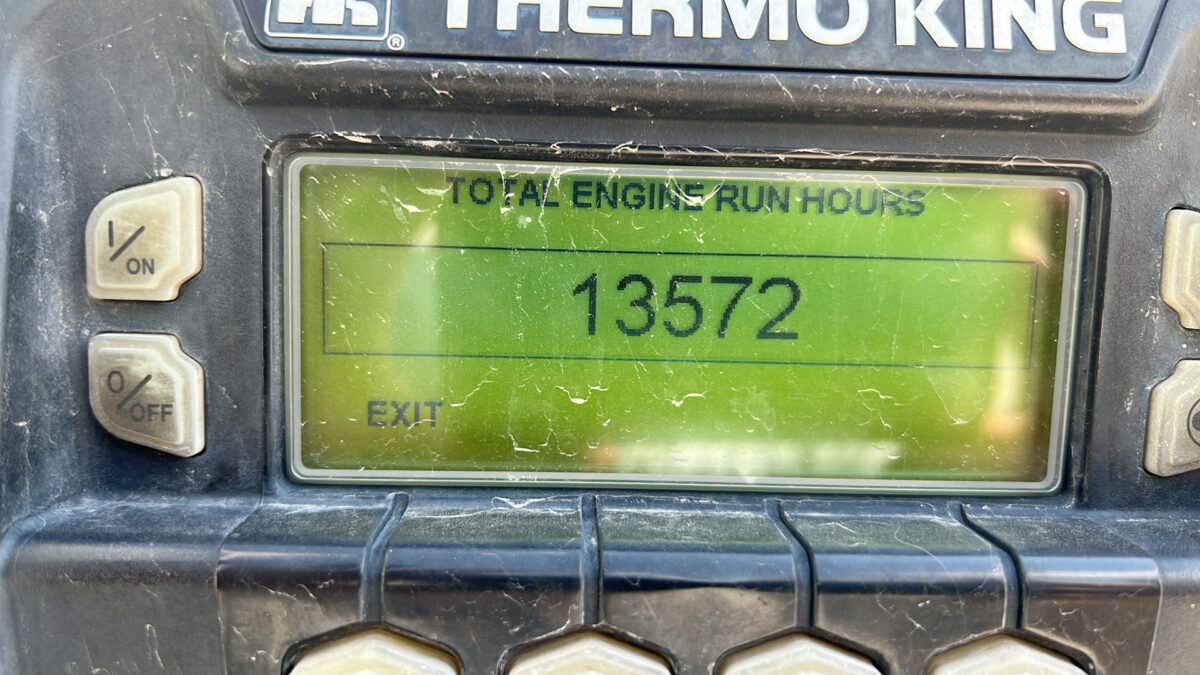 THERMO KING
®
TOTAL ENGINE RUN HOURS
I/ON
13572
O/OFF
EXIT